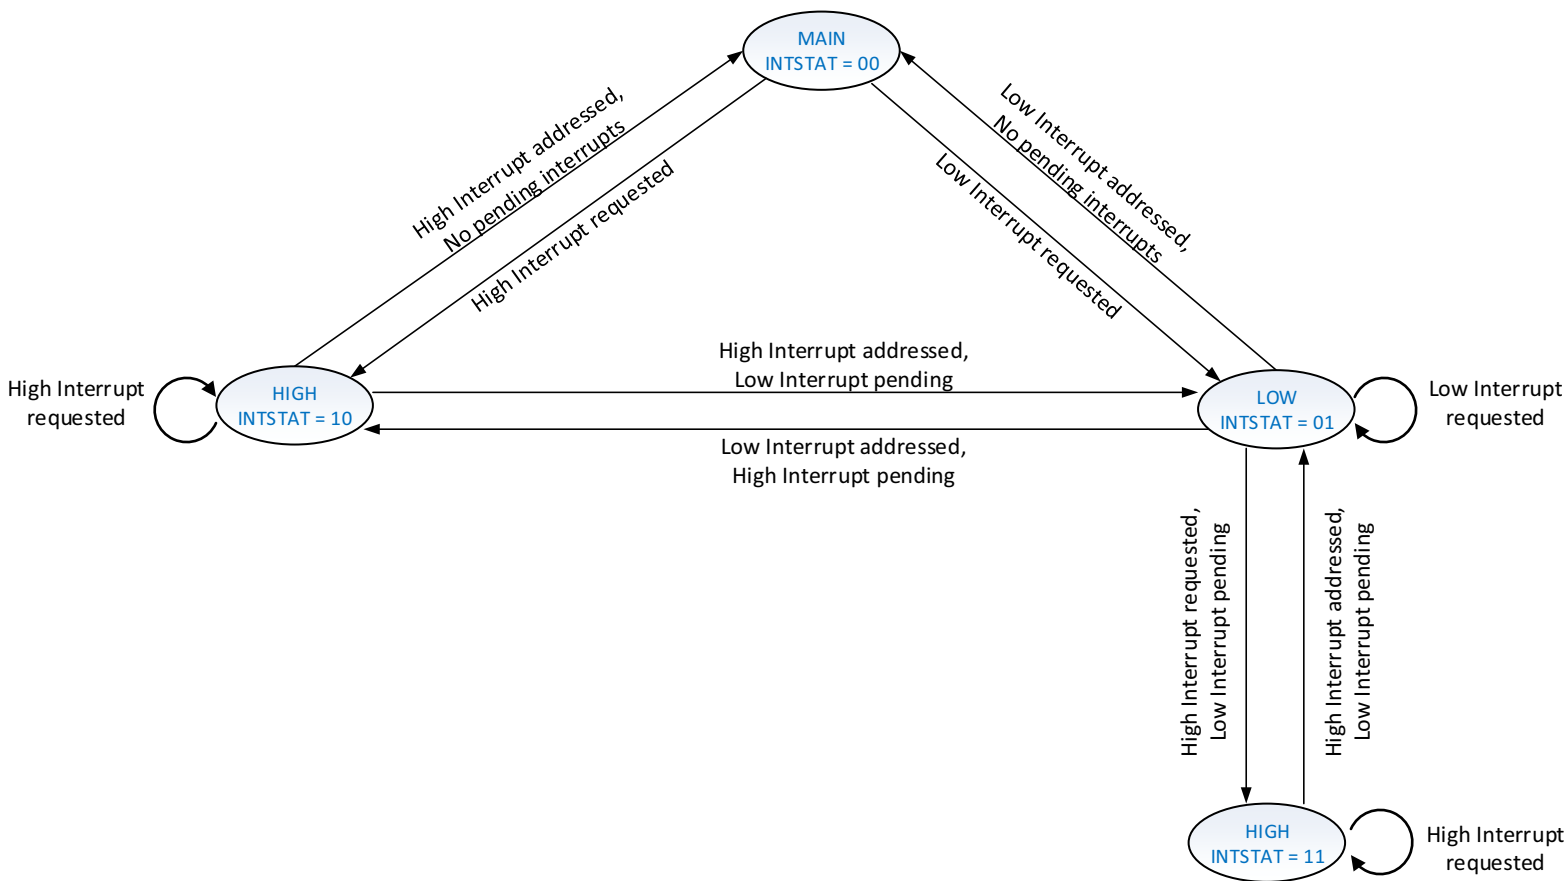 MAIN
INTSTAT = 00
High Interrupt addressed,
No pending interrupts
High Interrupt requested
Low Interrupt addressed,
No pending interrupts
Low Interrupt requested
High Interrupt
requested
HIGH
INTSTAT = 10
High Interrupt addressed,
Low Interrupt pending
Low Interrupt addressed,
High Interrupt pending
LOW
INTSTAT = 01
Low Interrupt
requested
High Interrupt requested,
Low Interrupt pending
High Interrupt addressed,
Low Interrupt pending
HIGH
INTSTAT = 11
High Interrupt
requested